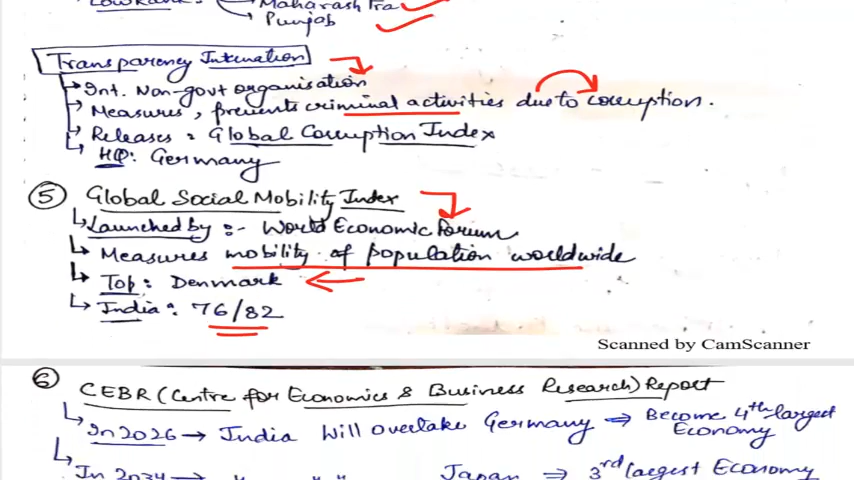 Maharashtra
Punjab
Transparency Internation
Int. Non-govt organisation
Measures, prevents criminal activities due to corruption.
Releases: Global Corruption Index
HQ: Germany
5 Global Social Mobility Index
Launched by :- World Economic Forum
Measures mobility of population worldwide
Top: Denmark
India: 76/82
Scanned by CamScanner
6 CEBR (Centre for Economics & Business Research) Report
In 2026 → India Will overtake Germany ⇒ Become 4th largest
Economy
In 2034 → " " " Japan ⇒ 3rd largest Economy